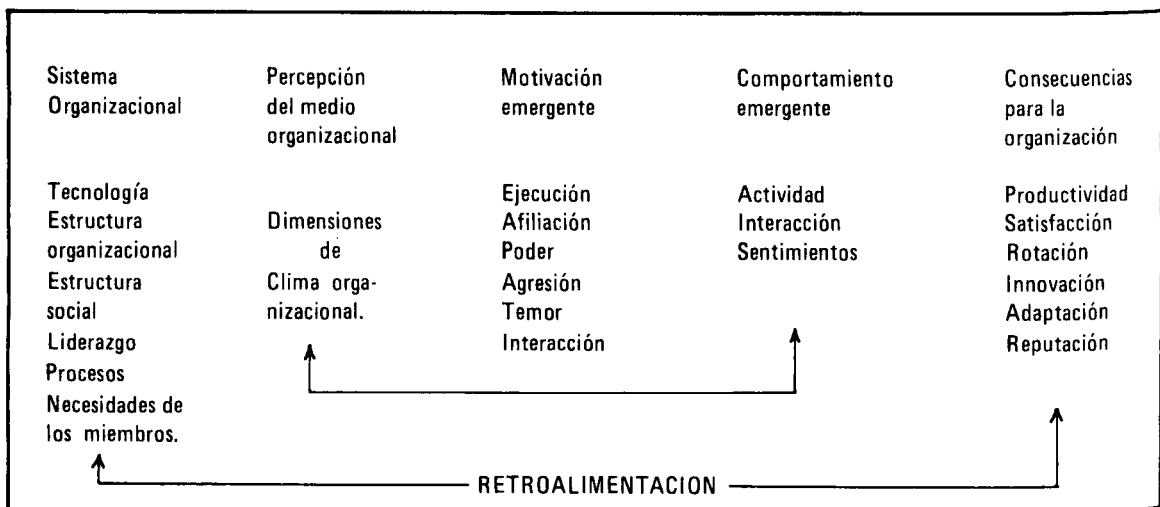 Sistema
Organizacional
Percepción
del medio
organizacional
Motivación
emergente
Comportamiento
emergente
Consecuencias
para la
organización
Tecnología
Estructura
organizacional
Estructura
social
Liderazgo
Procesos
Necesidades de
los miembros.
Dimensiones
de
Clima orga-
nizacional.
Ejecución
Afiliación
Poder
Agresión
Temor
Interacción
Actividad
Interacción
Sentimientos
Productividad
Satisfacción
Rotación
Innovación
Adaptación
Reputación
RETROALIMENTACION